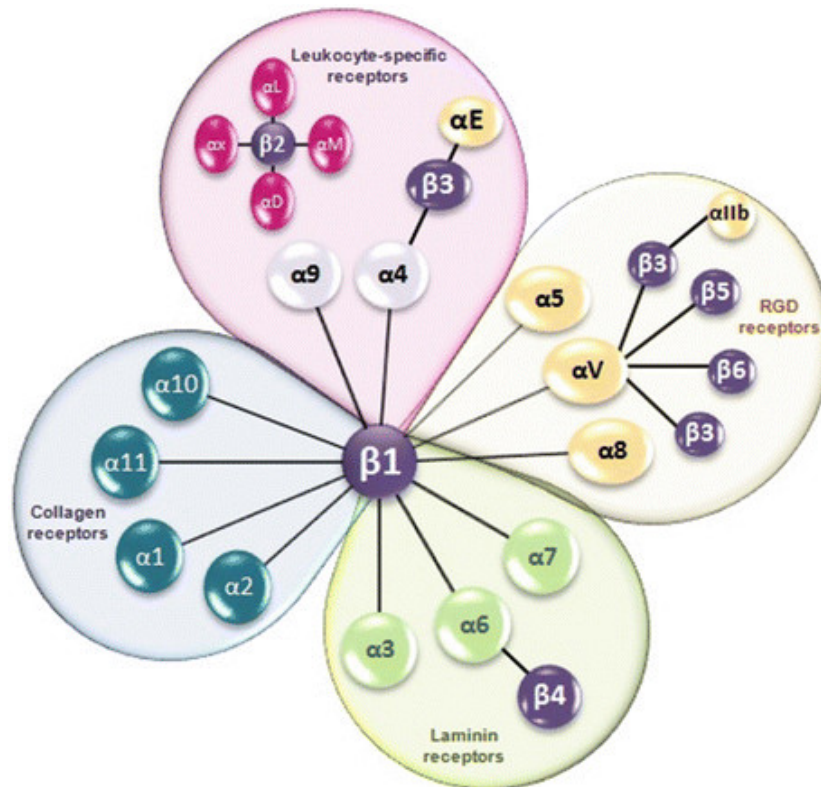 Leukocyte-specific
receptors
αL
αx
β2
αM
αD
αE
β3
α9
α4
αIIb
β3
β5
RGD
receptors
α5
αV
β6
β3
α8
α10
α11
Collagen
receptors
α1
α2
β1
α7
α6
α3
β4
Laminin
receptors